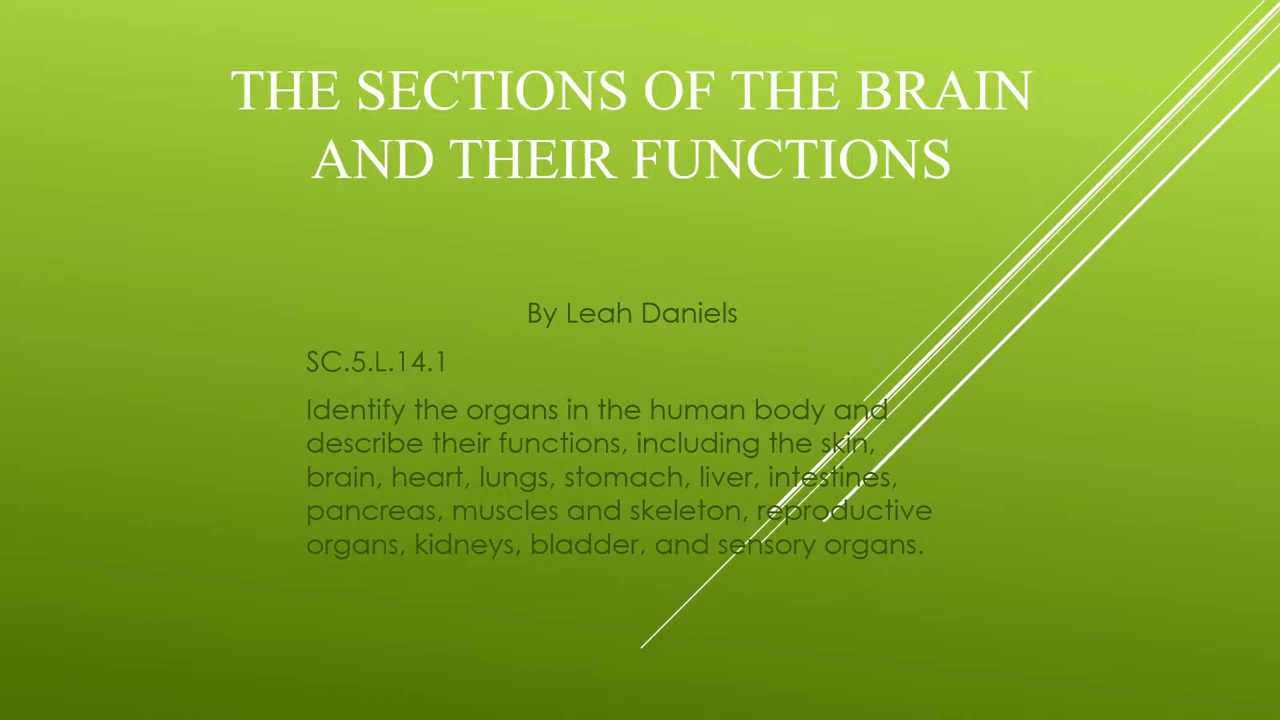 THE SECTIONS OF THE BRAIN
AND THEIR FUNCTIONS
By Leah Daniels
SC.5.L.14.1
Identify the organs in the human body and
describe their functions, including the skin,
brain, heart, lungs, stomach, liver, intestines,
pancreas, muscles and skeleton, reproductive
organs, kidneys, bladder, and sensory organs.